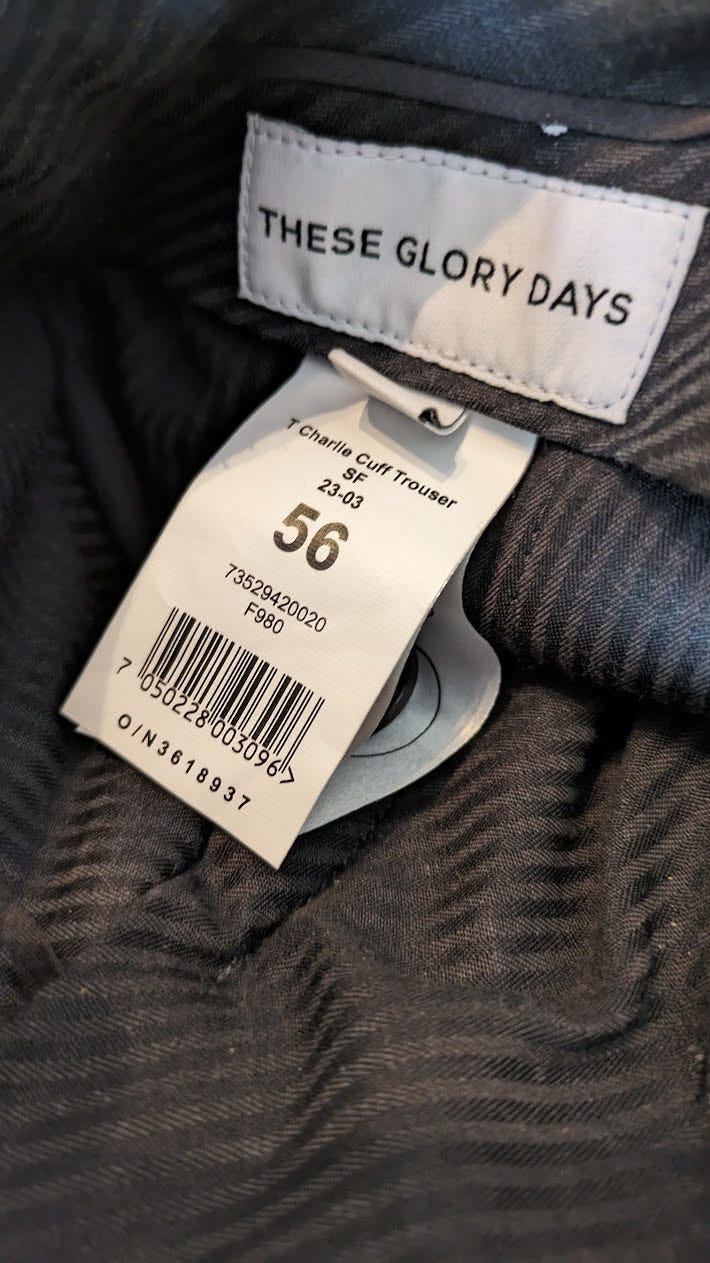 THESE GLORY DAYS
T Charlie Cuff Trouser
SF
23-03
56
73529420020
F980
7 050228 003096 >
O/N3618937